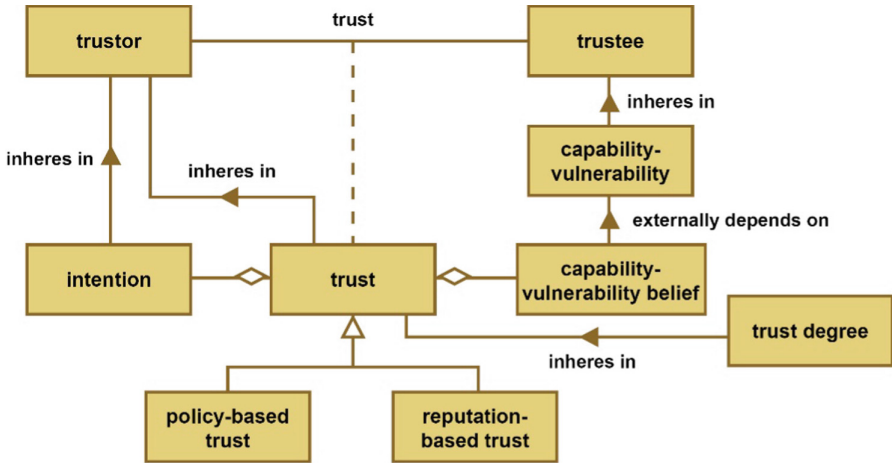 trust
trustor
trustee
inheres in
capability-
vulnerability
inheres in
inheres in
externally depends on
intention
trust
capability-
vulnerability belief
trust degree
inheres in
policy-based
trust
reputation-
based trust